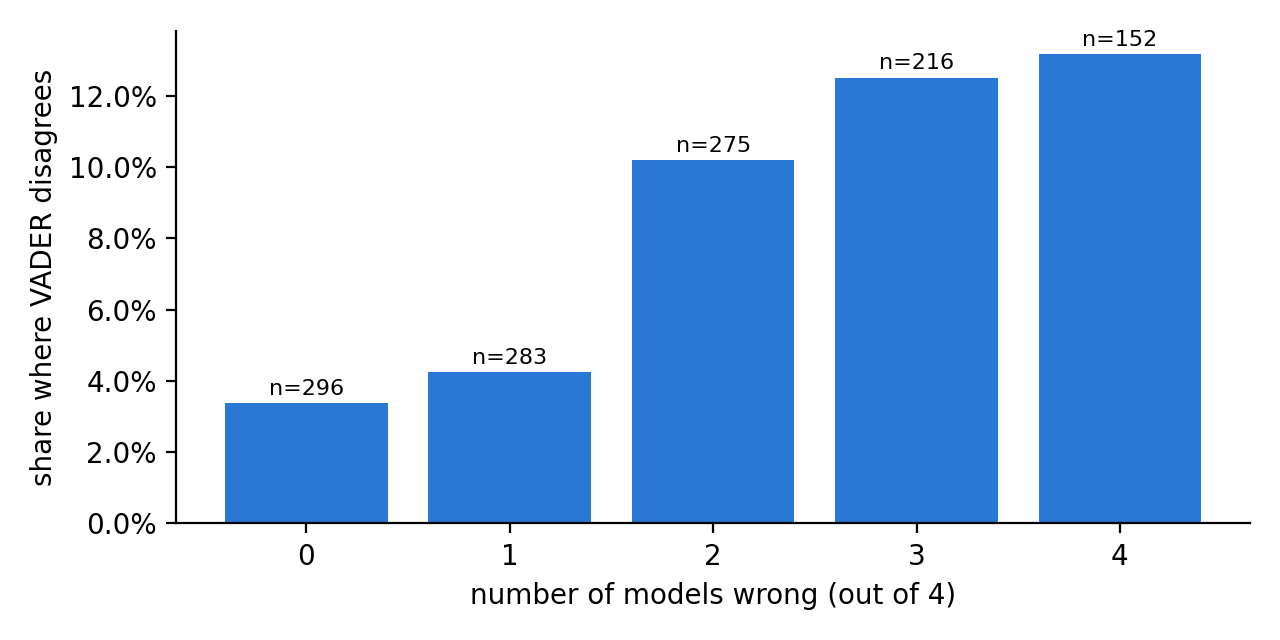 share where VADER disagrees
12.0%
10.0%
8.0%
6.0%
4.0%
2.0%
0.0%
n=296
n=283
n=275
n=216
n=152
0
1
2
3
4
number of models wrong (out of 4)